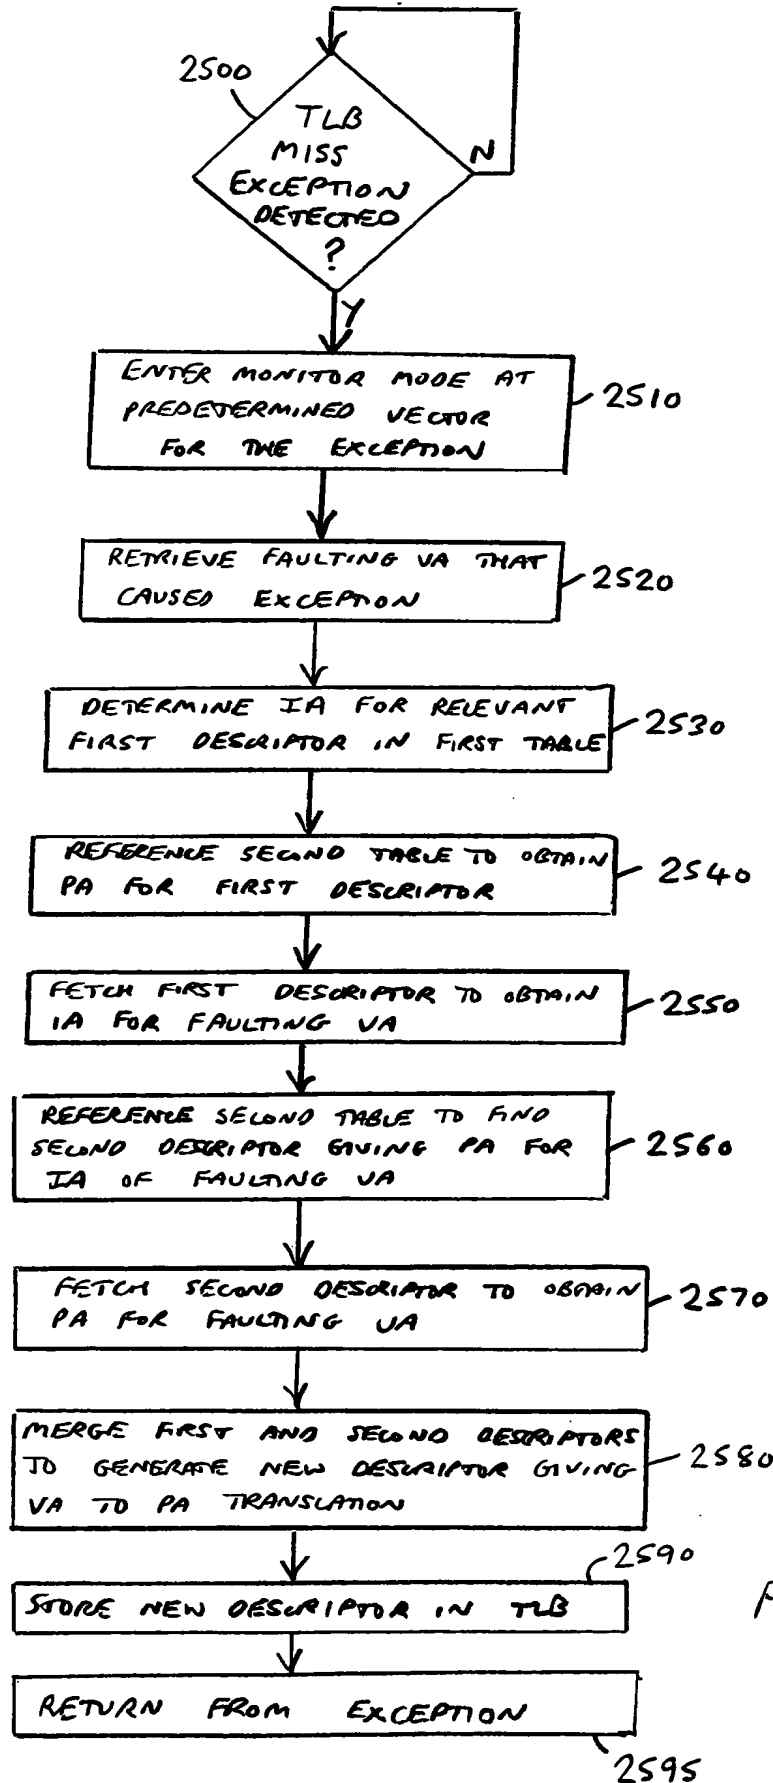 2500
TLB
MISS
EXCEPTION
DETECTED
?
N
Y
ENTER MONITOR MODE AT
PREDETERMINED VECTOR
FOR THE EXCEPTION
2510
RETRIEVE FAULTING VA THAT
CAUSED EXCEPTION
2520
DETERMINE IA FOR RELEVANT
FIRST DESCRIPTOR IN FIRST TABLE
2530
REFERENCE SECOND TABLE TO OBTAIN
PA FOR FIRST DESCRIPTOR
2540
FETCH FIRST DESCRIPTOR TO OBTAIN
IA FOR FAULTING VA
2550
REFERENCE SECOND TABLE TO FIND
SECOND DESCRIPTOR GIVING PA FOR
IA OF FAULTING VA
2560
FETCH SECOND DESCRIPTOR TO OBTAIN
PA FOR FAULTING VA
2570
MERGE FIRST AND SECOND DESCRIPTORS
TO GENERATE NEW DESCRIPTOR GIVING
VA TO PA TRANSLATION
2580
2590
STORE NEW DESCRIPTOR IN TLB
RETURN FROM EXCEPTION
2595